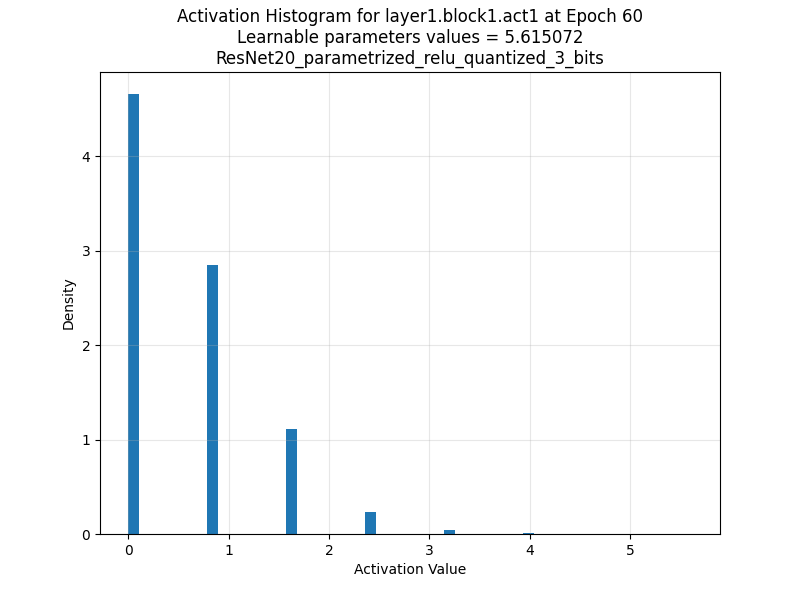 Activation Histogram for layer1.block1.act1 at Epoch 60
Learnable parameters values = 5.615072
ResNet20_parametrized_relu_quantized_3_bits
Density
4
3
2
1
0
0 1 2 3 4 5
Activation Value